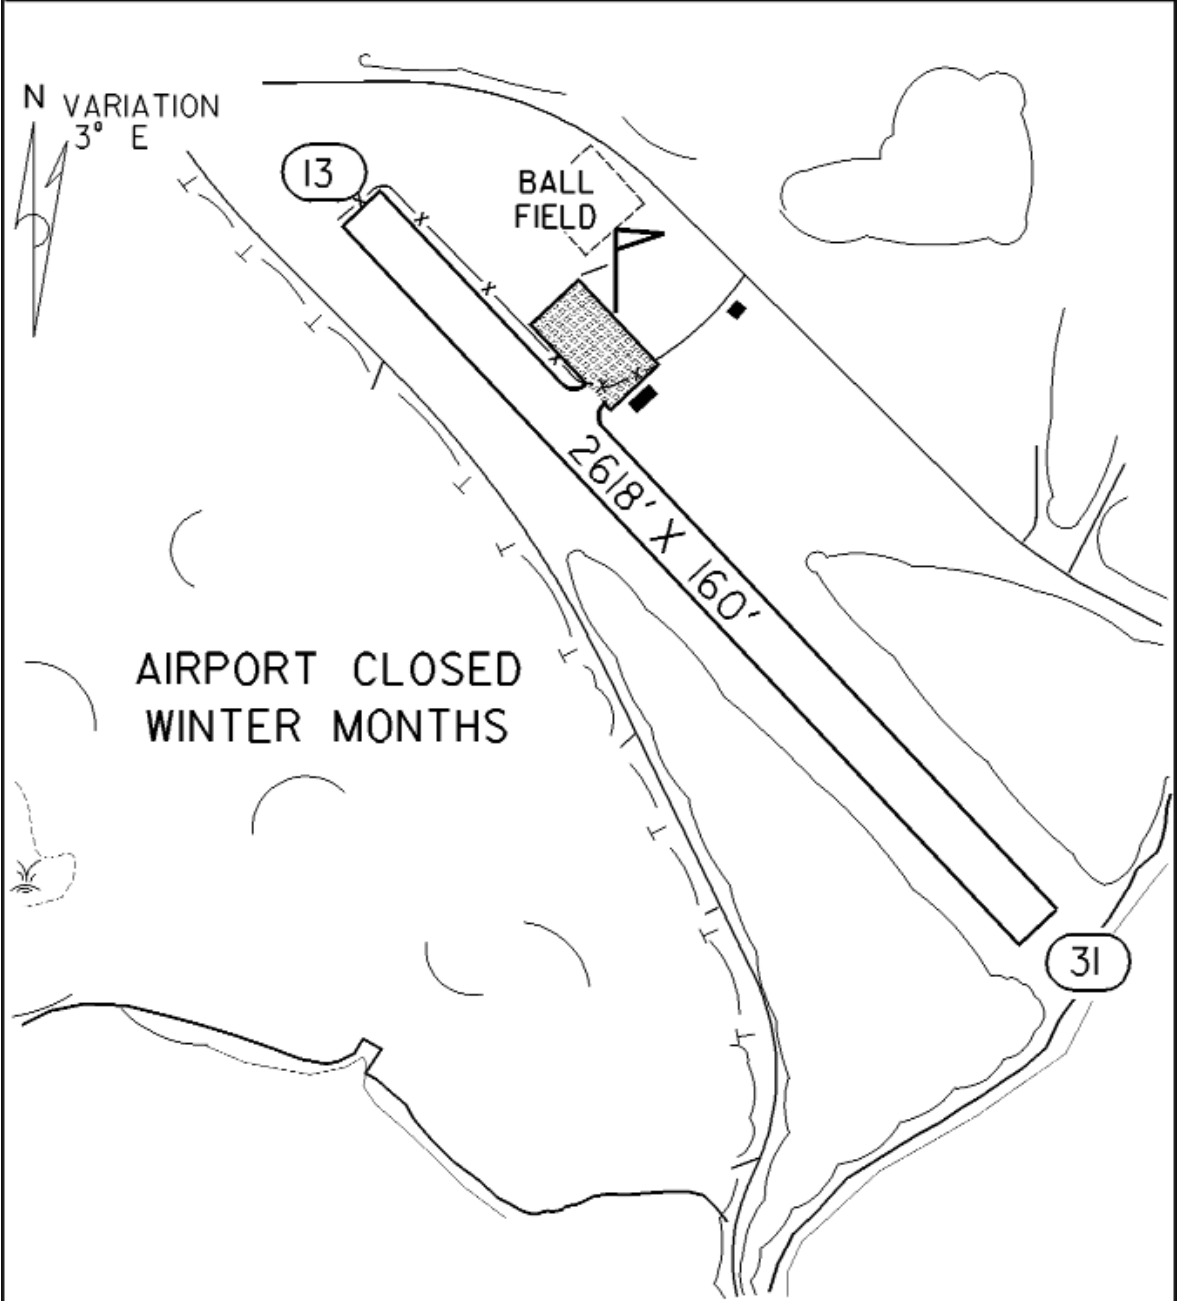 N VARIATION
3° E
13
BALL
FIELD
2618' X 160'
AIRPORT CLOSED
WINTER MONTHS
31